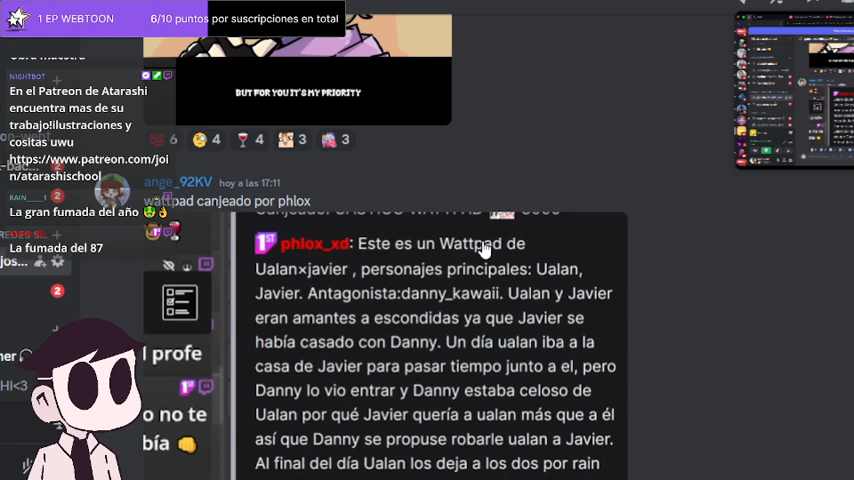 1 EP WEBTOON
6/10 puntos por suscripciones en total
NIGHTBOT
En el Patreon de Atarashi
encuentra mas de su
trabajo!ilustraciones y
cositas uwu
https://www.patreon.com/joi
n/atarashischool
RAIN_____1
La gran fumada del año
La fumada del 87
BUT FOR YOU IT'S MY PRIORITY
6
4
4
3
3
ange_92KV hoy a las 17:11
wattpad canjeado por phlox
phlox_xd: Este es un Wattpad de
Ualan×javier , personajes principales: Ualan,
Javier. Antagonista:danny_kawaii. Ualan y Javier
eran amantes a escondidas ya que Javier se
había casado con Danny. Un día ualan iba a la
casa de Javier para pasar tiempo junto a el, pero
Danny lo vio entrar y Danny estaba celoso de
Ualan por qué Javier quería a ualan más que a él
así que Danny se propuse robarle ualan a Javier.
Al final del día Ualan los deja a los dos por rain
2
2
jos...
2
profe
o no te
bía
HI<3